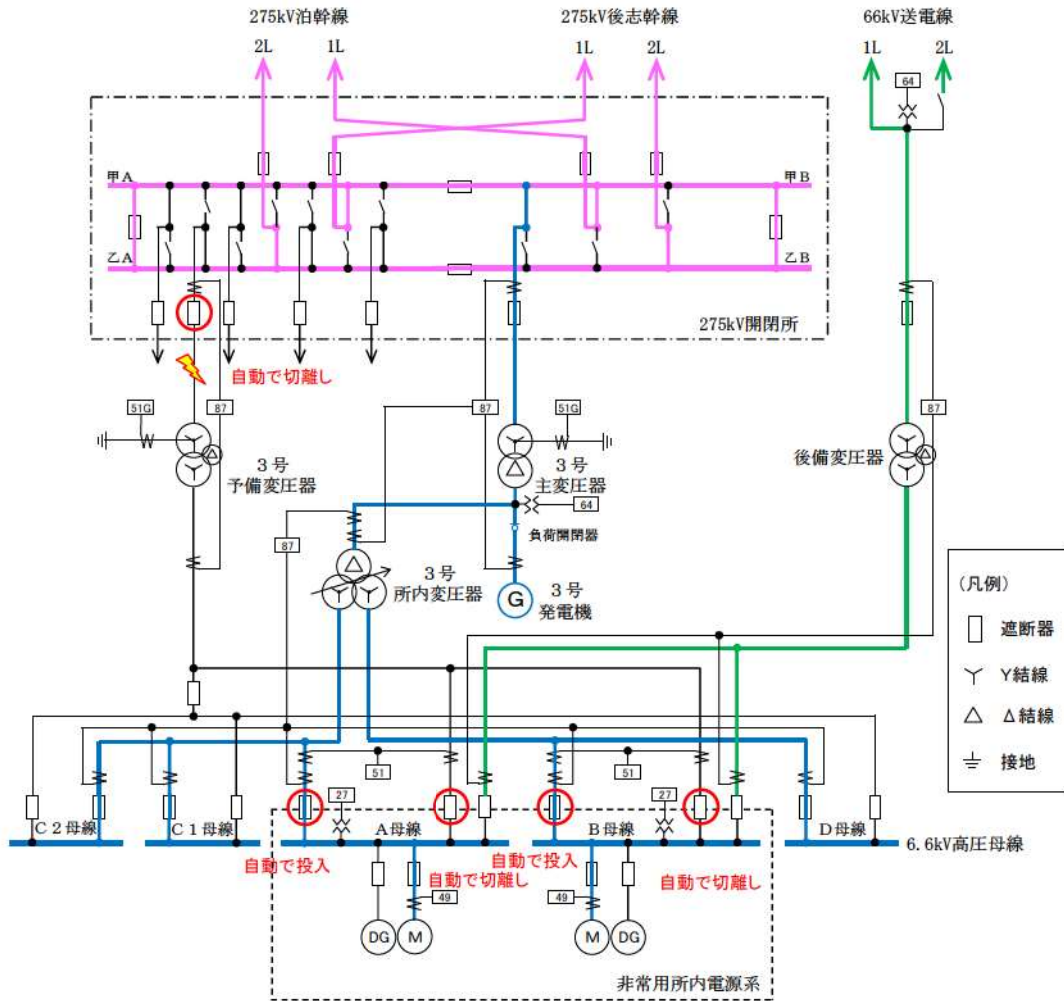 275kV泊幹線
275kV後志幹線
66kV送電線
2L
1L
1L
2L
1L
2L
64
甲A
甲B
乙A
乙B
275kV開閉所
自動で切離し
51G
87
87
51G
87
3号
予備変圧器
3号
主変圧器
後備変圧器
64
負荷開閉器
87
3号
所内変圧器
G
3号
発電機
(凡例)
遮断器
Y結線
Δ結線
接地
51
51
27
27
C2母線
C1母線
A母線
B母線
D母線
6.6kV高圧母線
自動で投入
自動で切離し
自動で投入
自動で切離し
49
49
DG
M
M
DG
非常用所内電源系